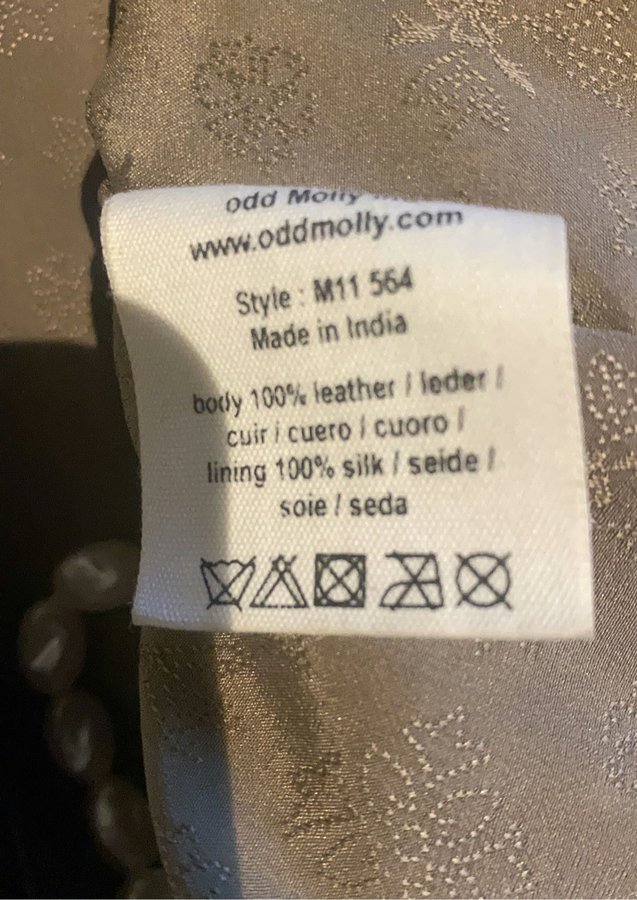 odd Molly
www.oddmolly.com
Style : M11 564
Made in India
body 100% leather / leder /
cuir / cuero / cuoro /
lining 100% silk / seide /
soie / seda